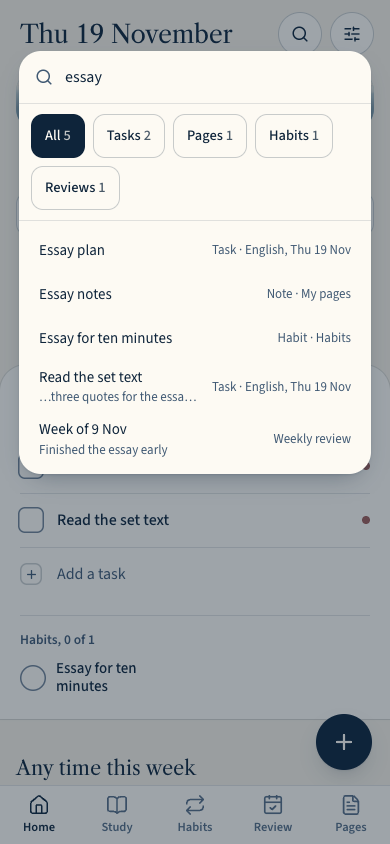 Thu 19 November
essay
All 5
Tasks 2
Pages 1
Habits 1
Reviews 1
Essay plan
Task · English, Thu 19 Nov
Essay notes
Note · My pages
Essay for ten minutes
Habit · Habits
Read the set text
…three quotes for the essa…
Task · English, Thu 19 Nov
Week of 9 Nov
Finished the essay early
Weekly review
Read the set text
Add a task
Habits, 0 of 1
Essay for ten
minutes
Any time this week
Home
Study
Habits
Review
Pages